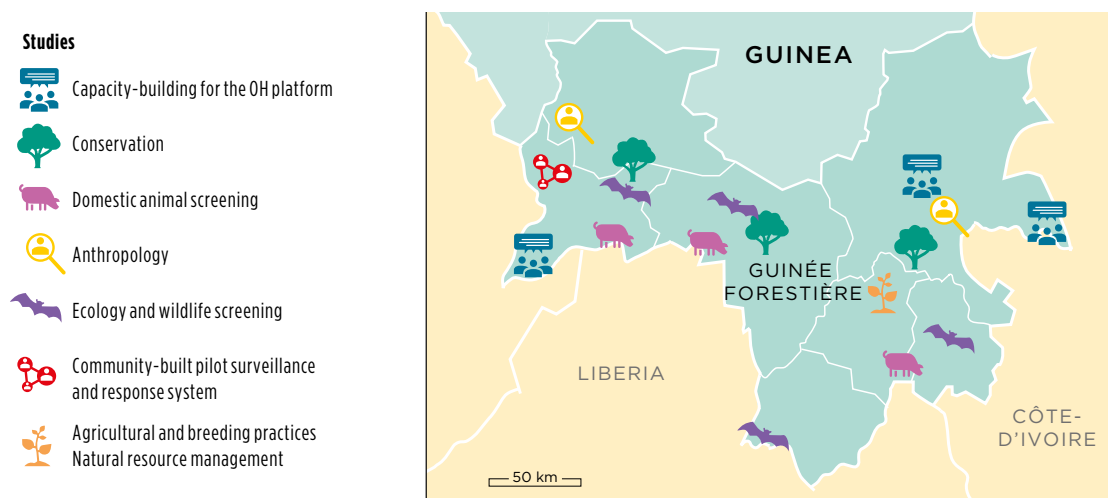 Studies
Capacity-building for the OH platform
Conservation
Domestic animal screening
Anthropology
Ecology and wildlife screening
Community-built pilot surveillance
and response system
Agricultural and breeding practices
Natural resource management
GUINEA
GUINÉE
FORESTIÈRE
LIBERIA
CÔTE-
D'IVOIRE
50 km